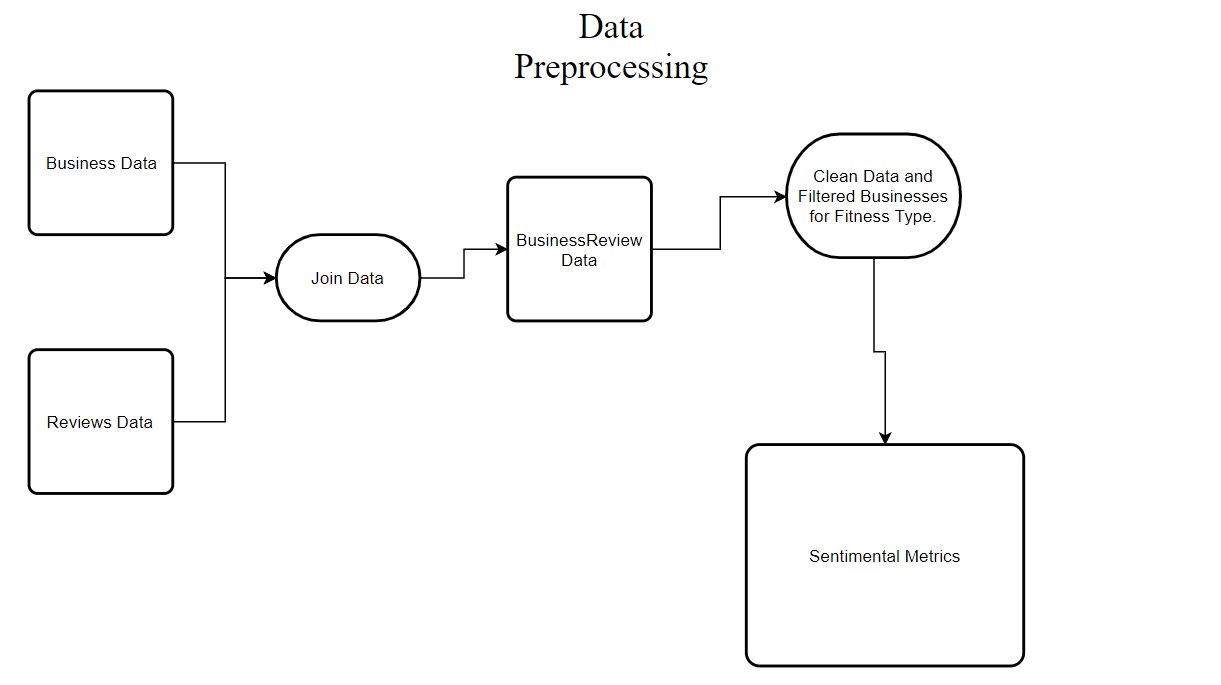 Data
Preprocessing
Business Data
Reviews Data
Join Data
BusinessReview
Data
Clean Data and
Filtered Businesses
for Fitness Type.
Sentimental Metrics